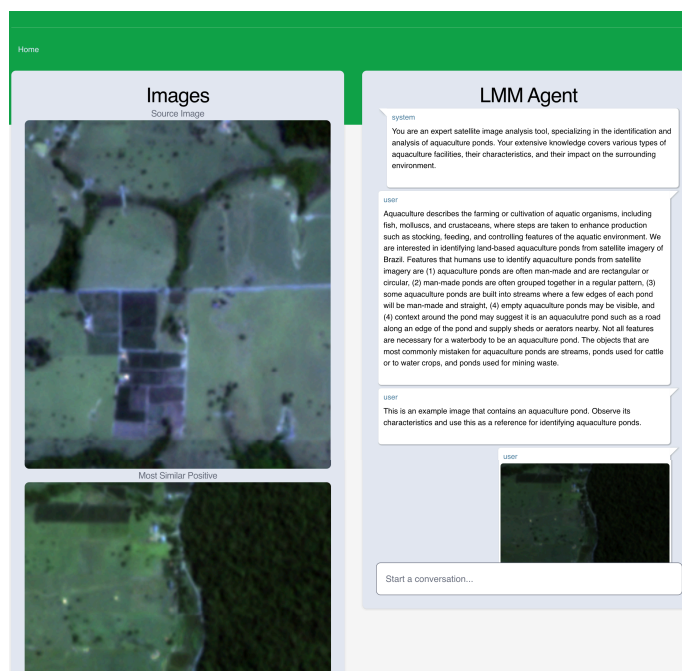 Home
Images
Source Image
Most Similar Positive
LMM Agent
system
You are an expert satellite image analysis tool, specializing in the identification and
analysis of aquaculture ponds. Your extensive knowledge covers various types of
aquaculture facilities, their characteristics, and their impact on the surrounding
environment.
user
Aquaculture describes the farming or cultivation of aquatic organisms, including
fish, molluscs, and crustaceans, where steps are taken to enhance production
such as stocking, feeding, and controlling features of the aquatic environment. We
are interested in identifying land-based aquaculture ponds from satellite imagery of
Brazil. Features that humans use to identify aquaculture ponds from satellite
imagery are (1) aquaculture ponds are often man-made and are rectangular or
circular, (2) man-made ponds are often grouped together in a regular pattern, (3)
some aquaculture ponds are built into streams where a few edges of each pond
will be man-made and straight, (4) empty aquaculture ponds may be visible, and
(4) context around the pond may suggest it is an aquaculutre pond such as a road
along an edge of the pond and supply sheds or aerators nearby. Not all features
are necessary for a waterbody to be an aquaculture pond. The objects that are
most commonly mistaken for aquaculture ponds are streams, ponds used for cattle
or to water crops, and ponds used for mining waste.
user
This is an example image that contains an aquaculture pond. Observe its
characteristics and use this as a reference for identifying aquaculture ponds.
user
Start a conversation...